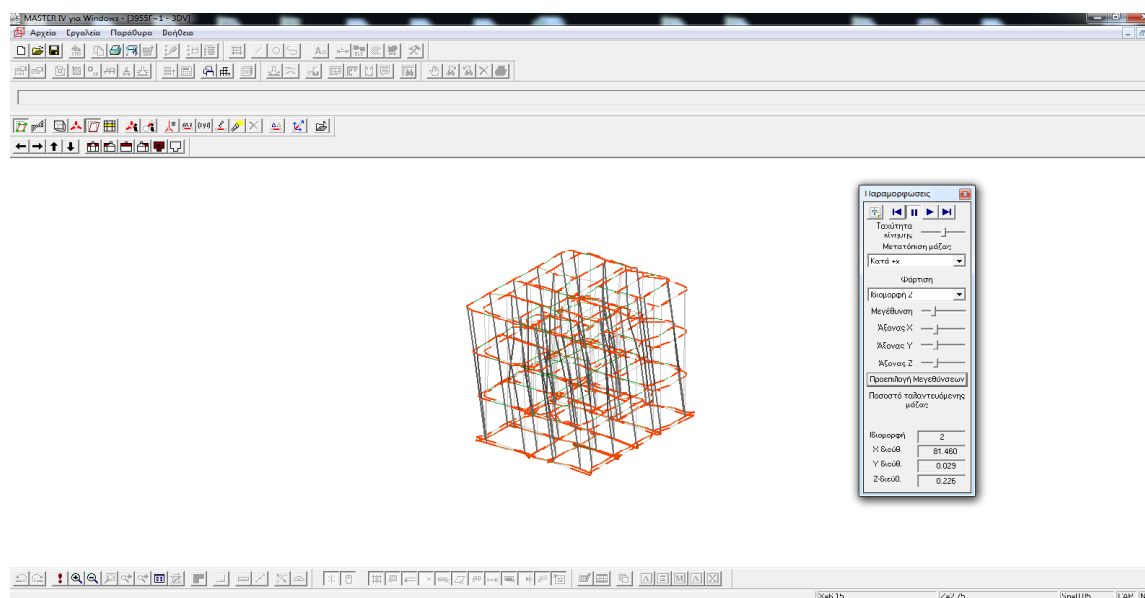 MASTER IV για Windows - [3955Γ~1 - 3DV]
Αρχεία Εργαλεία Παράθυρα Βοήθεια
Παραμορφώσεις
Ταχύτητα
κίνησης
Μετατόπιση μάζας
Κατά +x
Φόρτιση
Ιδιομορφή 2
Μεγέθυνση
Άξονας X
Άξονας Y
Άξονας Z
Προεπιλογή Μεγεθύνσεων
Ποσοστό ταλαντευόμενης
μάζας
Ιδιομορφή 2
X διεύθ. 81.460
Y διεύθ. 0.029
Z-διεύθ. 0.226